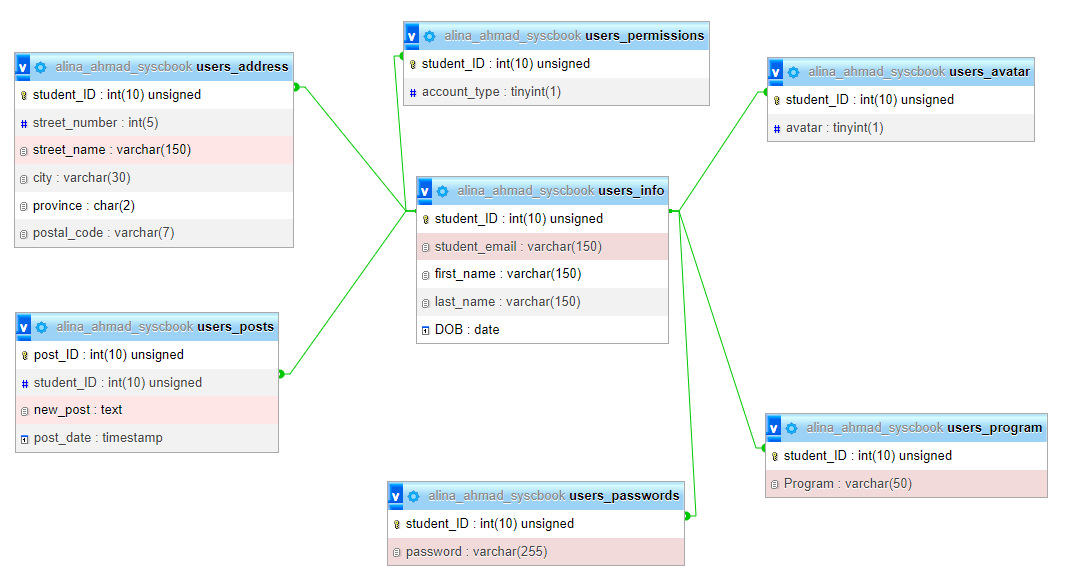 v alina_ahmad_syscbook users_permissions
student_ID : int(10) unsigned
# account_type : tinyint(1)
v alina_ahmad_syscbook users_address
student_ID : int(10) unsigned
# street_number : int(5)
street_name : varchar(150)
city : varchar(30)
province : char(2)
postal_code : varchar(7)
v alina_ahmad_syscbook users_avatar
student_ID : int(10) unsigned
# avatar : tinyint(1)
v alina_ahmad_syscbook users_info
student_ID : int(10) unsigned
student_email : varchar(150)
first_name : varchar(150)
last_name : varchar(150)
DOB : date
v alina_ahmad_syscbook users_posts
post_ID : int(10) unsigned
# student_ID : int(10) unsigned
new_post : text
post_date : timestamp
v alina_ahmad_syscbook users_program
student_ID : int(10) unsigned
Program : varchar(50)
v alina_ahmad_syscbook users_passwords
student_ID : int(10) unsigned
password : varchar(255)